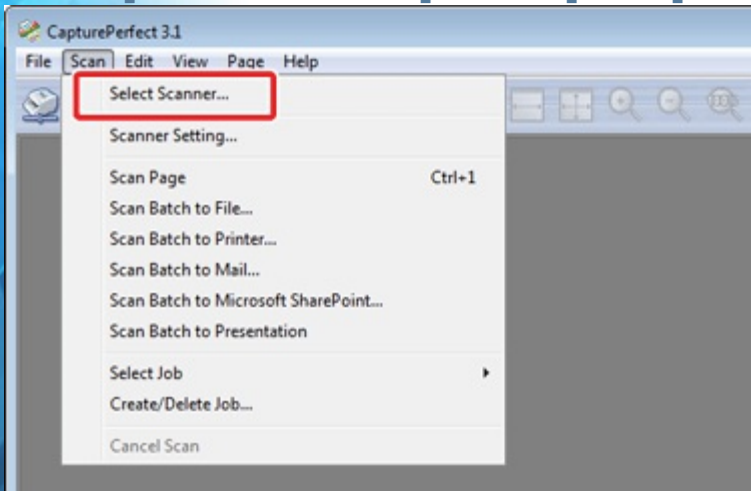 CapturePerfect 3.1
File Scan Edit View Page Help
Select Scanner...
Scanner Setting...
Scan Page Ctrl+1
Scan Batch to File...
Scan Batch to Printer...
Scan Batch to Mail...
Scan Batch to Microsoft SharePoint...
Scan Batch to Presentation
Select Job
Create/Delete Job...
Cancel Scan